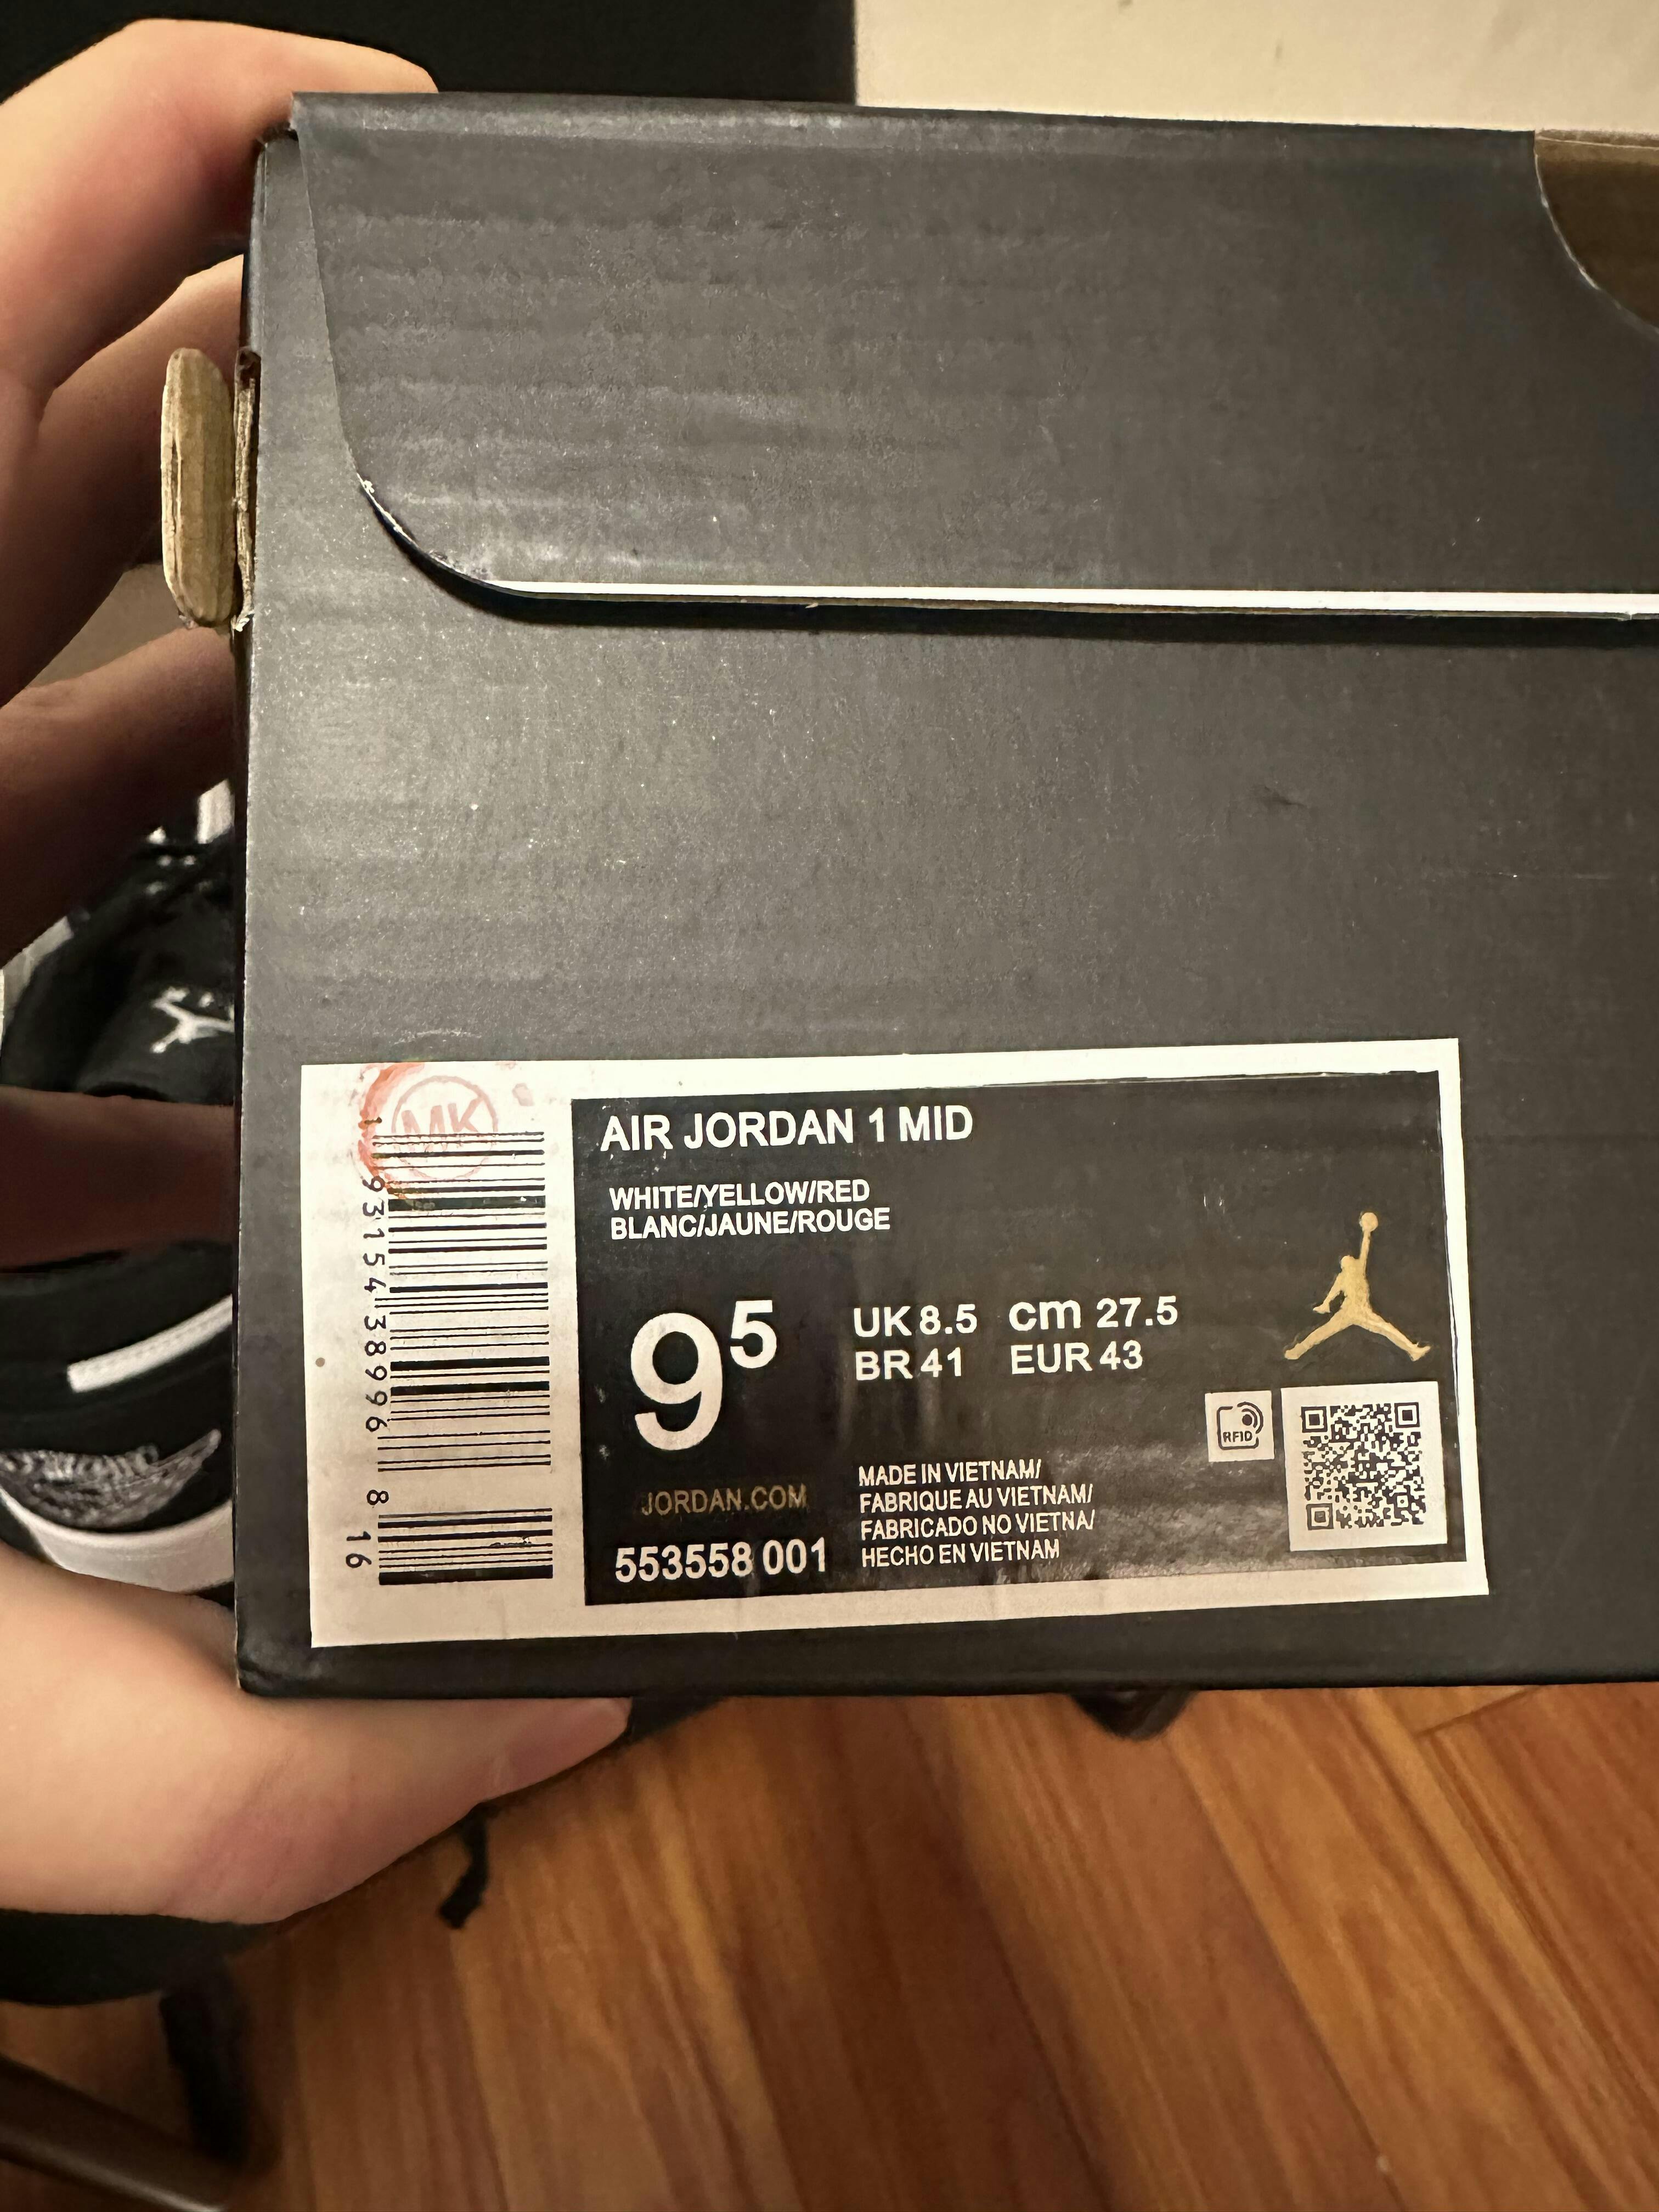 MK
1 93154 38996 8 16
AIR JORDAN 1 MID
WHITE/YELLOW/RED
BLANC/JAUNE/ROUGE
9⁵
UK 8.5 cm 27.5
BR 41 EUR 43
RFID
JORDAN.COM
553558 001
MADE IN VIETNAM/
FABRIQUE AU VIETNAM/
FABRICADO NO VIETNA/
HECHO EN VIETNAM